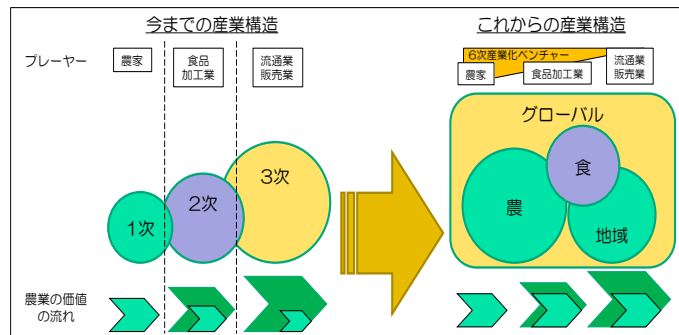 今までの産業構造
これからの産業構造
プレーヤー
農家
食品
加工業
流通業
販売業
6次産業化ベンチャー
農家
食品加工業
流通業
販売業
グローバル
1次
2次
3次
農
食
地域
農業の価値
の流れ